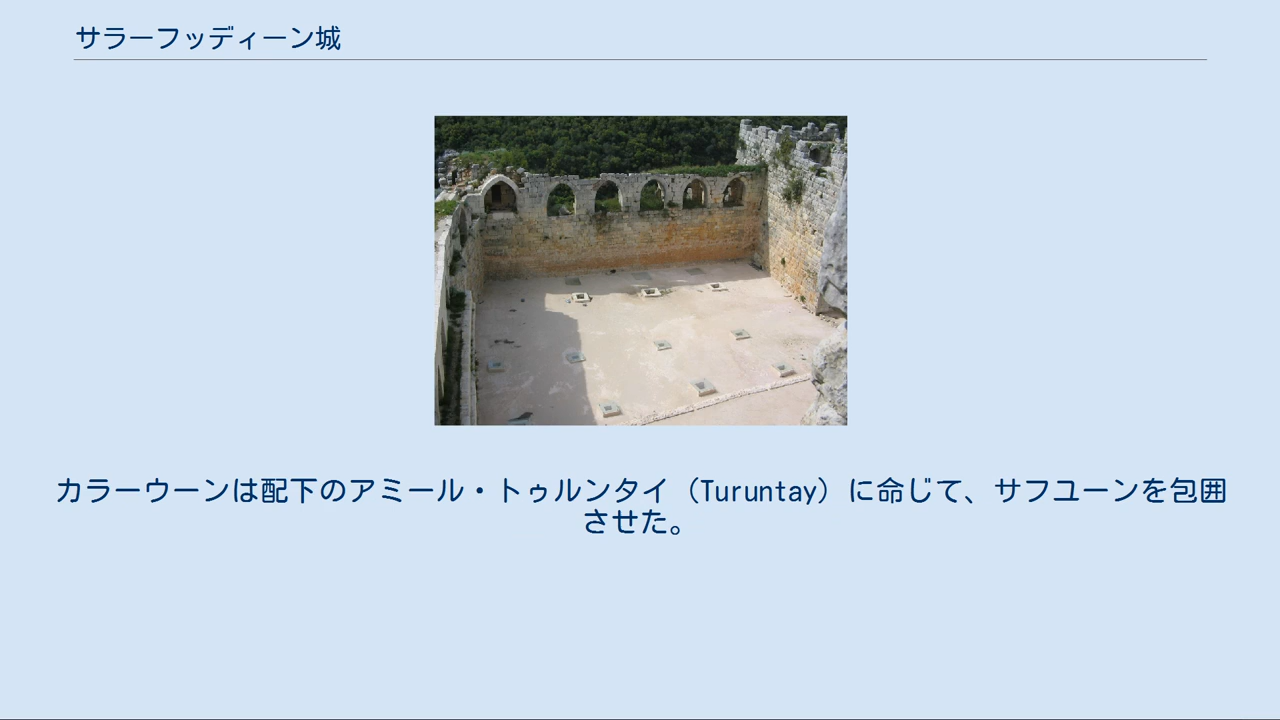 サラーフッディーン城
カラーウーンは配下のアミール・トゥルンタイ（Turuntay）に命じて、サフユーンを包囲
させた。